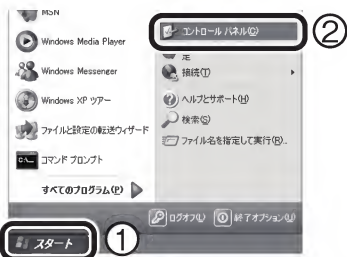 MSN
Windows Media Player
Windows Messenger
Windows XP ツアー
ファイルと設定の転送ウィザード
コマンド プロンプト
すべてのプログラム(P)
スタート
①
コントロール パネル(C)
②
接続(T)
ヘルプとサポート(H)
検索(S)
ファイル名を指定して実行(R)...
ログオフ(L)
終了オプション(U)